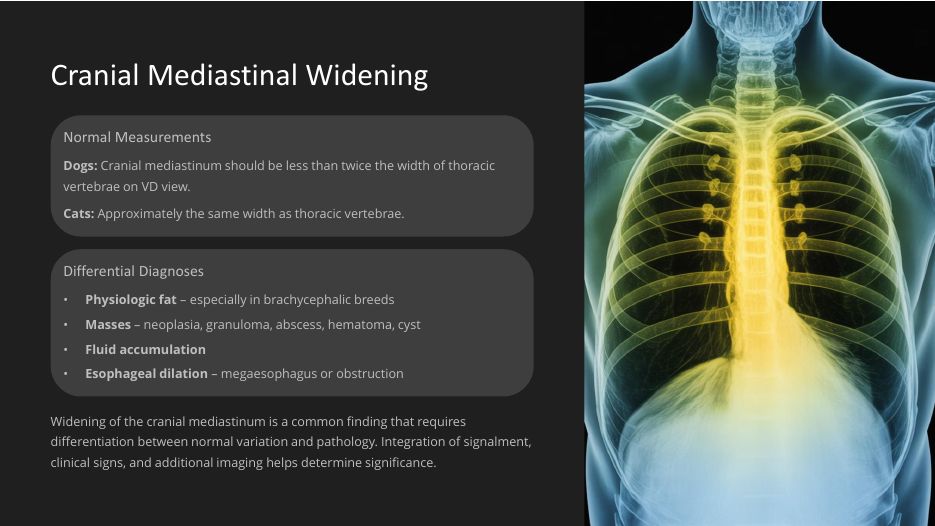 Cranial Mediastinal Widening
Normal Measurements
Dogs: Cranial mediastinum should be less than twice the width of thoracic
vertebrae on VD view.
Cats: Approximately the same width as thoracic vertebrae.
Differential Diagnoses
• Physiologic fat – especially in brachycephalic breeds
• Masses – neoplasia, granuloma, abscess, hematoma, cyst
• Fluid accumulation
• Esophageal dilation – megaesophagus or obstruction
Widening of the cranial mediastinum is a common finding that requires
differentiation between normal variation and pathology. Integration of signalment,
clinical signs, and additional imaging helps determine significance.